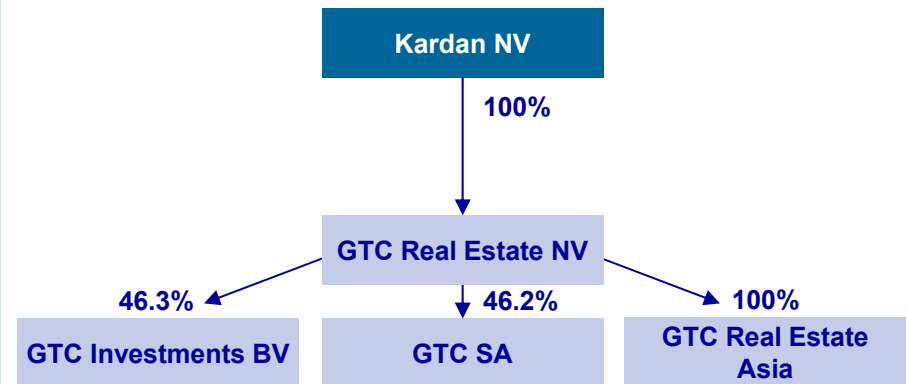 Kardan NV
100%
GTC Real Estate NV
46.3%
46.2%
100%
GTC Investments BV
GTC SA
GTC Real Estate
Asia